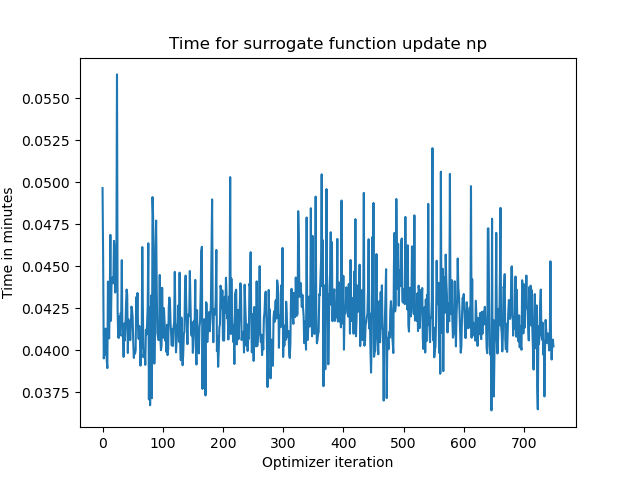 Time for surrogate function update np
Time in minutes
0.0550
0.0525
0.0500
0.0475
0.0450
0.0425
0.0400
0.0375
0 100 200 300 400 500 600 700
Optimizer iteration